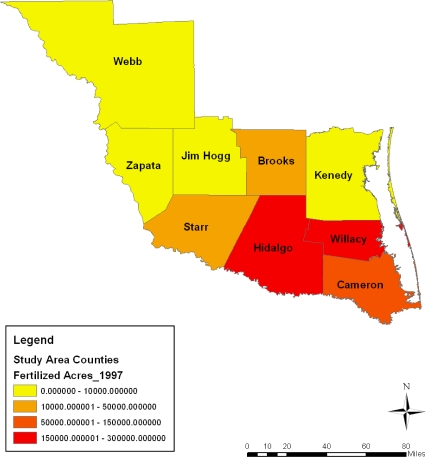 Webb
Zapata
Jim Hogg
Brooks
Kenedy
Starr
Hidalgo
Willacy
Cameron
Legend
Study Area Counties
Fertilized Acres_1997
0.000000 - 10000.000000
10000.000001 - 50000.000000
50000.000001 - 150000.000000
150000.000001 - 300000.000000
N
0 10 20 40 60 80
Miles